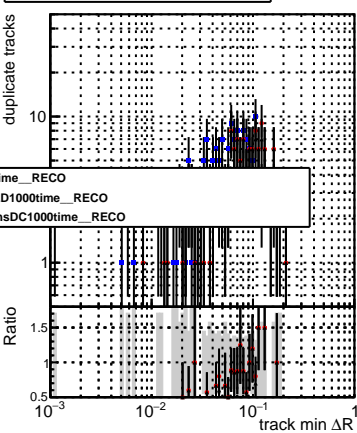 duplicate tracks
10
time__RECO
D1000time__RECO
nsDC1000time__RECO
1
Ratio
1.5
1
0.5
10⁻³ 10⁻² 10⁻¹ 1
track min ΔR